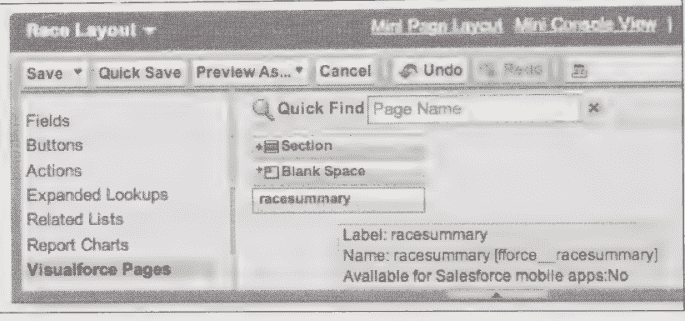 Race Layout
Mini Page Layout Mini Console View |
Save Quick Save Preview As... Cancel Undo Redo
Fields
Buttons
Actions
Expanded Lookups
Related Lists
Report Charts
Visualforce Pages
Quick Find Page Name ×
Section
Blank Space
racesummary
Label: racesummary
Name: racesummary [fforce__racesummary]
Available for Salesforce mobile apps:No